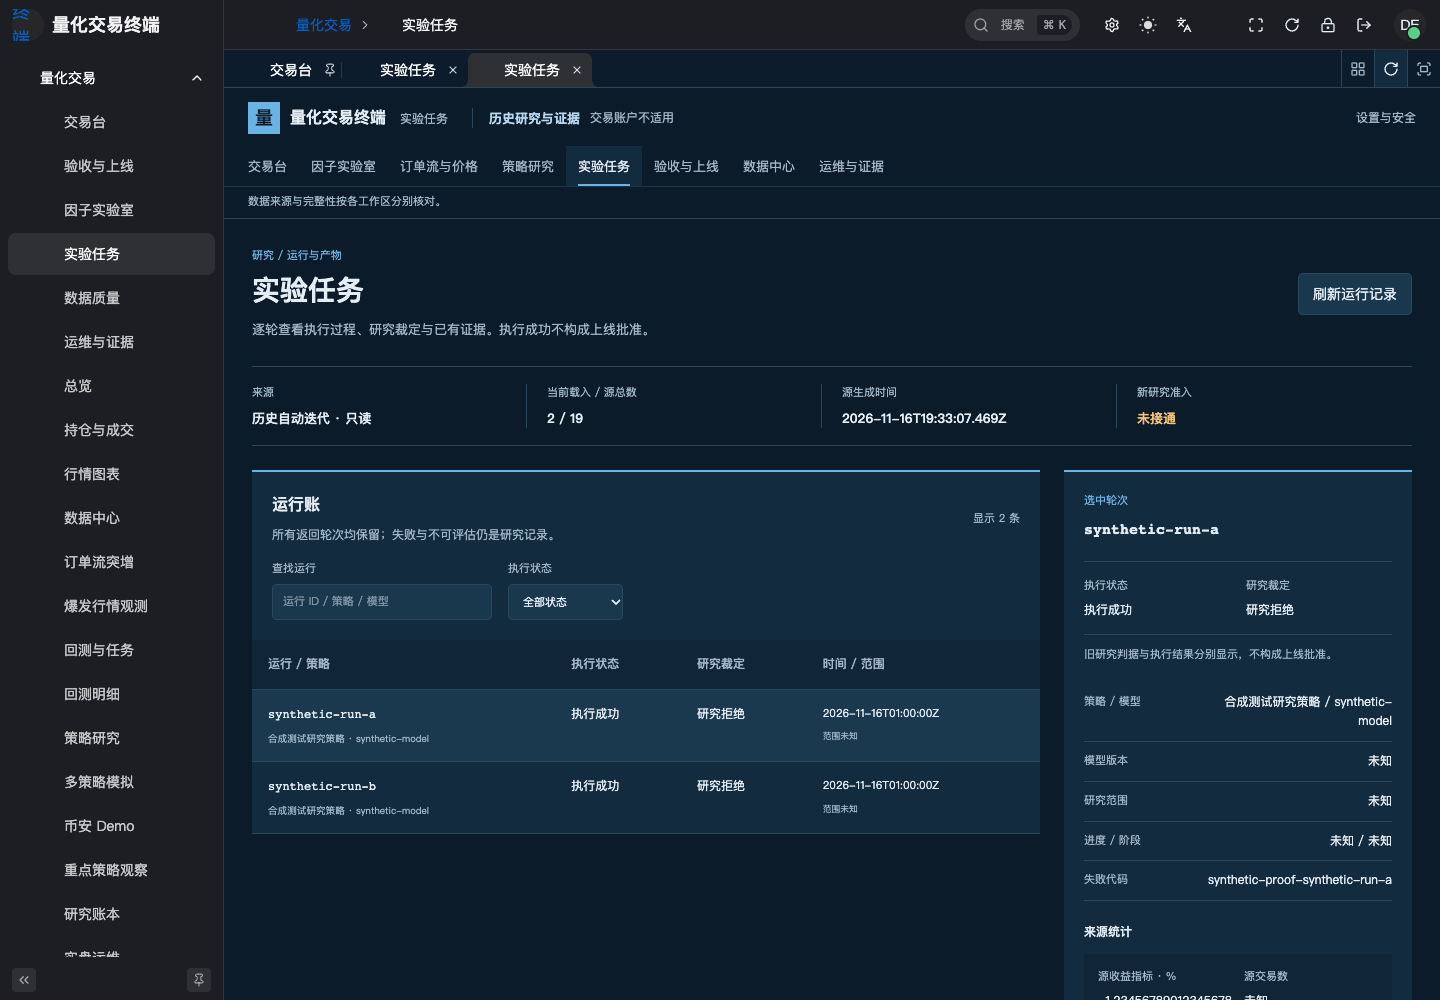 终端
量化交易终端
量化交易
交易台
验收与上线
因子实验室
实验任务
数据质量
运维与证据
总览
持仓与成交
行情图表
数据中心
订单流突增
爆发行情观测
回测与任务
回测明细
策略研究
多策略模拟
币安 Demo
重点策略观察
研究账本
实盘运维
量化交易
实验任务
搜索
⌘ K
DE
交易台
实验任务
实验任务
量
量化交易终端
实验任务
历史研究与证据
交易账户不适用
设置与安全
交易台
因子实验室
订单流与价格
策略研究
实验任务
验收与上线
数据中心
运维与证据
数据来源与完整性按各工作区分别核对。
研究 / 运行与产物
实验任务
逐轮查看执行过程、研究裁定与已有证据。执行成功不构成上线批准。
刷新运行记录
来源
历史自动迭代 · 只读
当前载入 / 源总数
2 / 19
源生成时间
2026-11-16T19:33:07.469Z
新研究准入
未接通
运行账
所有返回轮次均保留；失败与不可评估仍是研究记录。
显示 2 条
查找运行
运行 ID / 策略 / 模型
执行状态
全部状态
运行 / 策略
执行状态
研究裁定
时间 / 范围
synthetic-run-a
合成测试研究策略 · synthetic-model
执行成功
研究拒绝
2026-11-16T01:00:00Z
范围未知
synthetic-run-b
合成测试研究策略 · synthetic-model
执行成功
研究拒绝
2026-11-16T01:00:00Z
范围未知
选中轮次
synthetic-run-a
执行状态
执行成功
研究裁定
研究拒绝
旧研究判据与执行结果分别显示，不构成上线批准。
策略 / 模型
合成测试研究策略 / synthetic-
model
模型版本
未知
研究范围
未知
进度 / 阶段
未知 / 未知
失败代码
synthetic-proof-synthetic-run-a
来源统计
源收益指标 · %
源交易数
-1.23456789012345678
未知